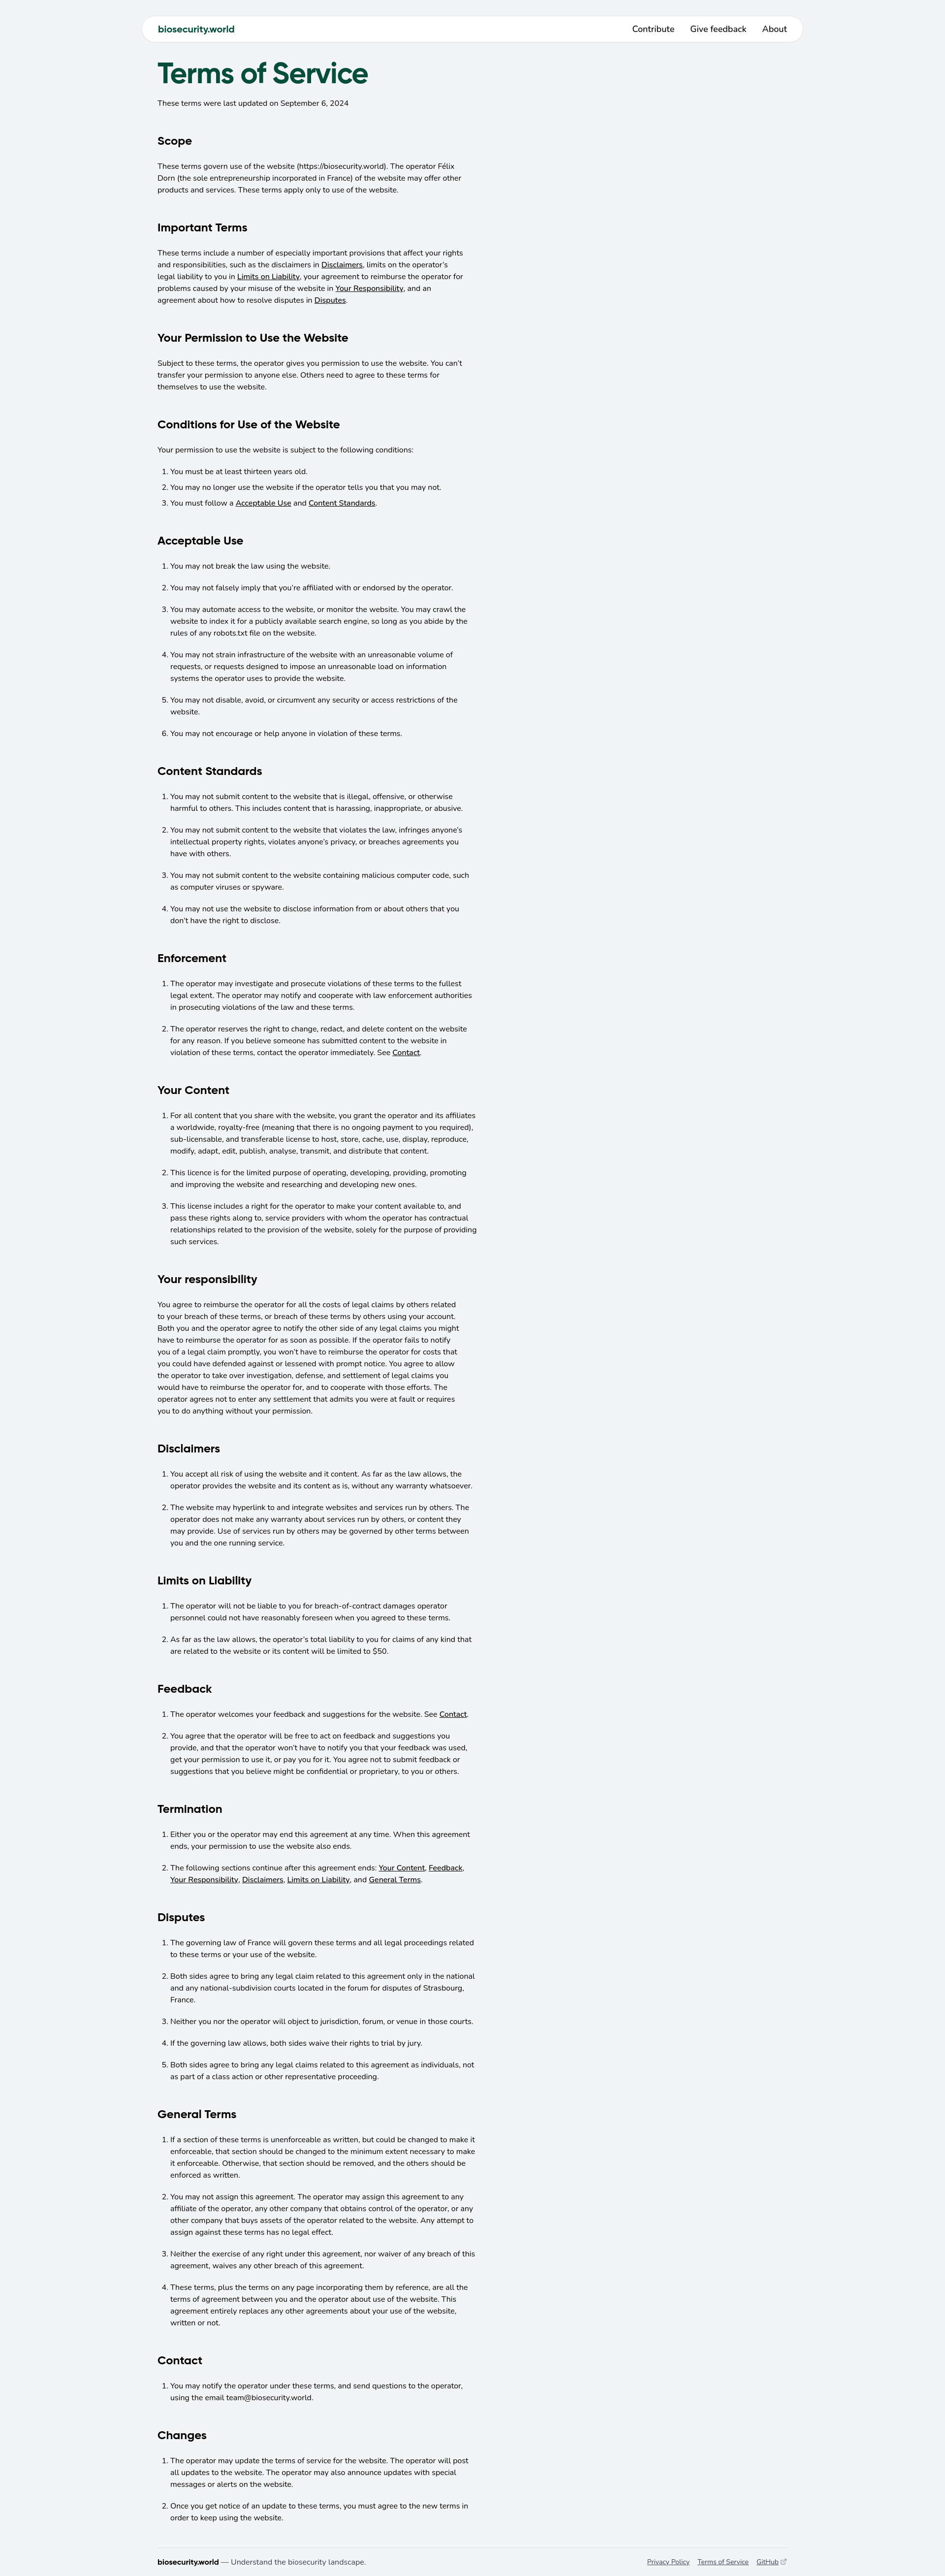 biosecurity.world
Contribute Give feedback About
Terms of Service
These terms were last updated on September 6, 2024
Scope
These terms govern use of the website (https://biosecurity.world). The operator Félix
Dorn (the sole entrepreneurship incorporated in France) of the website may offer other
products and services. These terms apply only to use of the website.
Important Terms
These terms include a number of especially important provisions that affect your rights
and responsibilities, such as the disclaimers in Disclaimers, limits on the operator's
legal liability to you in Limits on Liability, your agreement to reimburse the operator for
problems caused by your misuse of the website in Your Responsibility, and an
agreement about how to resolve disputes in Disputes.
Your Permission to Use the Website
Subject to these terms, the operator gives you permission to use the website. You can't
transfer your permission to anyone else. Others need to agree to these terms for
themselves to use the website.
Conditions for Use of the Website
Your permission to use the website is subject to the following conditions:
1. You must be at least thirteen years old.
2. You may no longer use the website if the operator tells you that you may not.
3. You must follow a Acceptable Use and Content Standards.
Acceptable Use
1. You may not break the law using the website.
2. You may not falsely imply that you're affiliated with or endorsed by the operator.
3. You may automate access to the website, or monitor the website. You may crawl the
website to index it for a publicly available search engine, so long as you abide by the
rules of any robots.txt file on the website.
4. You may not strain infrastructure of the website with an unreasonable volume of
requests, or requests designed to impose an unreasonable load on information
systems the operator uses to provide the website.
5. You may not disable, avoid, or circumvent any security or access restrictions of the
website.
6. You may not encourage or help anyone in violation of these terms.
Content Standards
1. You may not submit content to the website that is illegal, offensive, or otherwise
harmful to others. This includes content that is harassing, inappropriate, or abusive.
2. You may not submit content to the website that violates the law, infringes anyone's
intellectual property rights, violates anyone's privacy, or breaches agreements you
have with others.
3. You may not submit content to the website containing malicious computer code, such
as computer viruses or spyware.
4. You may not use the website to disclose information from or about others that you
don't have the right to disclose.
Enforcement
1. The operator may investigate and prosecute violations of these terms to the fullest
legal extent. The operator may notify and cooperate with law enforcement authorities
in prosecuting violations of the law and these terms.
2. The operator reserves the right to change, redact, and delete content on the website
for any reason. If you believe someone has submitted content to the website in
violation of these terms, contact the operator immediately. See Contact.
Your Content
1. For all content that you share with the website, you grant the operator and its affiliates
a worldwide, royalty-free (meaning that there is no ongoing payment to you required),
sub-licensable, and transferable license to host, store, cache, use, display, reproduce,
modify, adapt, edit, publish, analyse, transmit, and distribute that content.
2. This licence is for the limited purpose of operating, developing, providing, promoting
and improving the website and researching and developing new ones.
3. This license includes a right for the operator to make your content available to, and
pass these rights along to, service providers with whom the operator has contractual
relationships related to the provision of the website, solely for the purpose of providing
such services.
Your responsibility
You agree to reimburse the operator for all the costs of legal claims by others related
to your breach of these terms, or breach of these terms by others using your account.
Both you and the operator agree to notify the other side of any legal claims you might
have to reimburse the operator for as soon as possible. If the operator fails to notify
you of a legal claim promptly, you won't have to reimburse the operator for costs that
you could have defended against or lessened with prompt notice. You agree to allow
the operator to take over investigation, defense, and settlement of legal claims you
would have to reimburse the operator for, and to cooperate with those efforts. The
operator agrees not to enter any settlement that admits you were at fault or requires
you to do anything without your permission.
Disclaimers
1. You accept all risk of using the website and it content. As far as the law allows, the
operator provides the website and its content as is, without any warranty whatsoever.
2. The website may hyperlink to and integrate websites and services run by others. The
operator does not make any warranty about services run by others, or content they
may provide. Use of services run by others may be governed by other terms between
you and the one running service.
Limits on Liability
1. The operator will not be liable to you for breach-of-contract damages operator
personnel could not have reasonably foreseen when you agreed to these terms.
2. As far as the law allows, the operator's total liability to you for claims of any kind that
are related to the website or its content will be limited to $50.
Feedback
1. The operator welcomes your feedback and suggestions for the website. See Contact.
2. You agree that the operator will be free to act on feedback and suggestions you
provide, and that the operator won't have to notify you that your feedback was used,
get your permission to use it, or pay you for it. You agree not to submit feedback or
suggestions that you believe might be confidential or proprietary, to you or others.
Termination
1. Either you or the operator may end this agreement at any time. When this agreement
ends, your permission to use the website also ends.
2. The following sections continue after this agreement ends: Your Content, Feedback,
Your Responsibility, Disclaimers, Limits on Liability, and General Terms.
Disputes
1. The governing law of France will govern these terms and all legal proceedings related
to these terms or your use of the website.
2. Both sides agree to bring any legal claim related to this agreement only in the national
and any national-subdivision courts located in the forum for disputes of Strasbourg,
France.
3. Neither you nor the operator will object to jurisdiction, forum, or venue in those courts.
4. If the governing law allows, both sides waive their rights to trial by jury.
5. Both sides agree to bring any legal claims related to this agreement as individuals, not
as part of a class action or other representative proceeding.
General Terms
1. If a section of these terms is unenforceable as written, but could be changed to make it
enforceable, that section should be changed to the minimum extent necessary to make
it enforceable. Otherwise, that section should be removed, and the others should be
enforced as written.
2. You may not assign this agreement. The operator may assign this agreement to any
affiliate of the operator, any other company that obtains control of the operator, or any
other company that buys assets of the operator related to the website. Any attempt to
assign against these terms has no legal effect.
3. Neither the exercise of any right under this agreement, nor waiver of any breach of this
agreement, waives any other breach of this agreement.
4. These terms, plus the terms on any page incorporating them by reference, are all the
terms of agreement between you and the operator about use of the website. This
agreement entirely replaces any other agreements about your use of the website,
written or not.
Contact
1. You may notify the operator under these terms, and send questions to the operator,
using the email team@biosecurity.world.
Changes
1. The operator may update the terms of service for the website. The operator will post
all updates to the website. The operator may also announce updates with special
messages or alerts on the website.
2. Once you get notice of an update to these terms, you must agree to the new terms in
order to keep using the website.
biosecurity.world — Understand the biosecurity landscape.
Privacy Policy Terms of Service GitHub